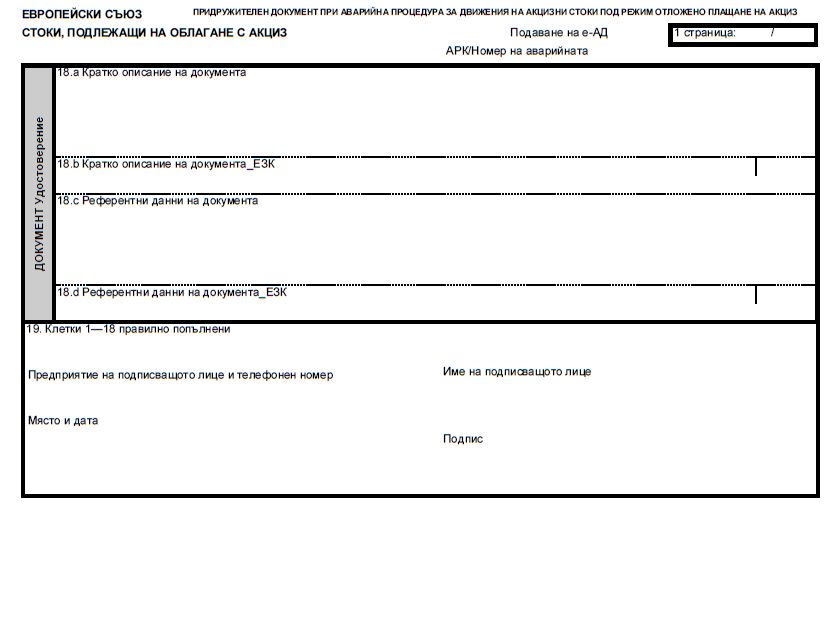 ЕВРОПЕЙСКИ СЪЮЗ
ПРИДРУЖИТЕЛЕН ДОКУМЕНТ ПРИ АВАРИЙНА ПРОЦЕДУРА ЗА ДВИЖЕНИЯ НА АКЦИЗНИ СТОКИ ПОД РЕЖИМ ОТЛОЖЕНО ПЛАЩАНЕ НА АКЦИЗ
СТОКИ, ПОДЛЕЖАЩИ НА ОБЛАГАНЕ С АКЦИЗ
Подаване на е-АД
1 страница: /
АРК/Номер на аварийната
ДОКУМЕНТ Удостоверение
18.a Кратко описание на документа
18.b Кратко описание на документа_ЕЗК
18.c Референтни данни на документа
18.d Референтни данни на документа_ЕЗК
19. Клетки 1—18 правилно попълнени
Предприятие на подписващото лице и телефонен номер
Име на подписващото лице
Място и дата
Подпис